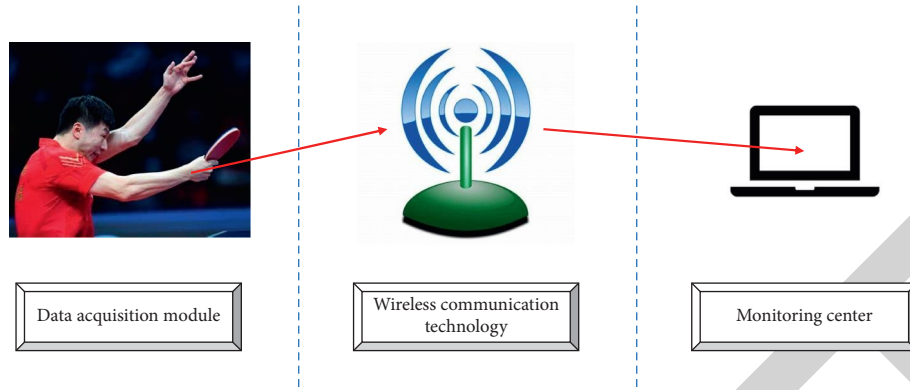 Data acquisition module
Wireless communication
technology
Monitoring center